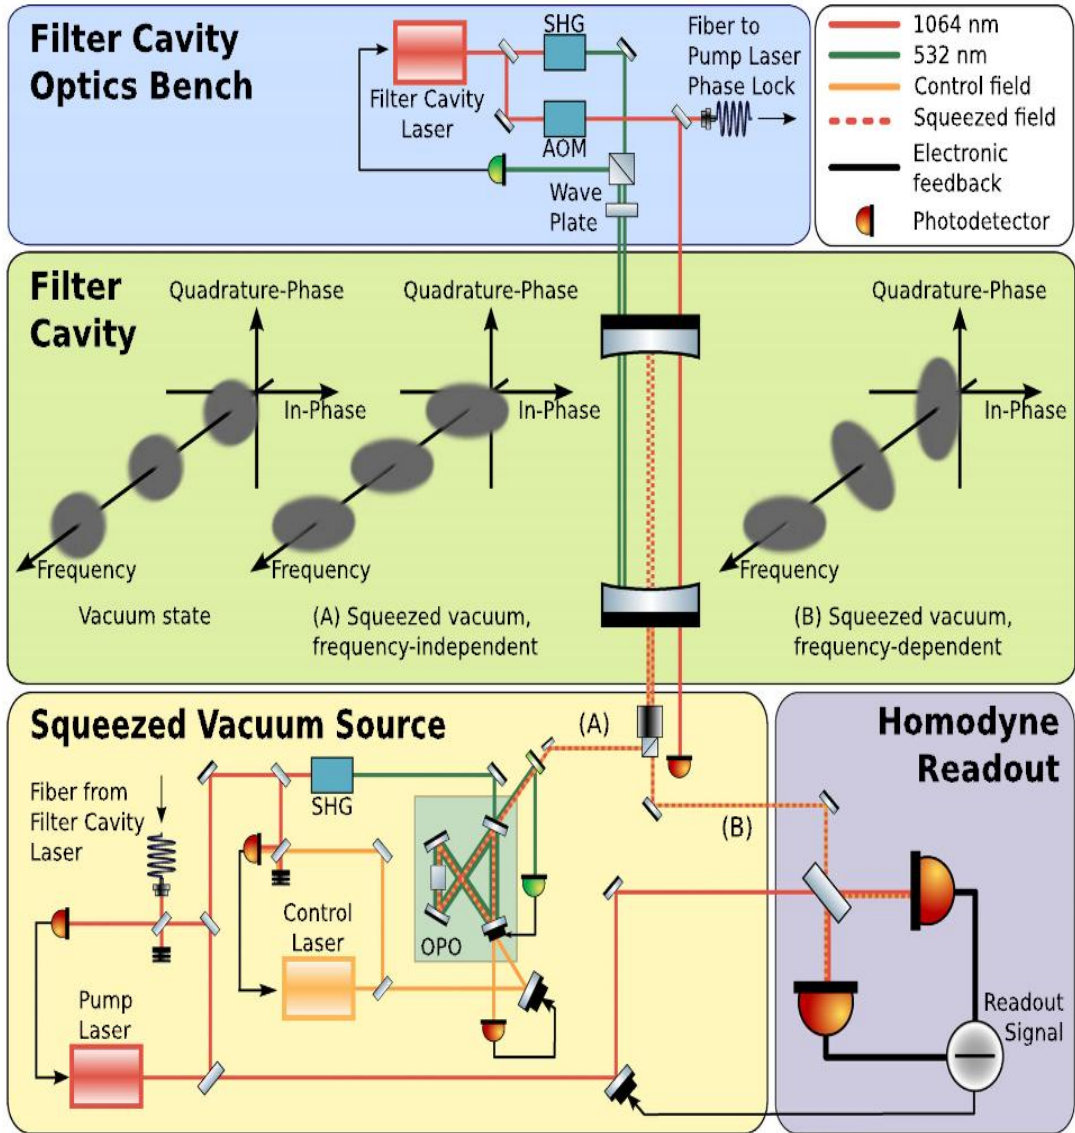 Filter Cavity
Optics Bench
SHG
Filter Cavity
Laser
AOM
Fiber to
Pump Laser
Phase Lock
Wave
Plate
1064 nm
532 nm
Control field
Squeezed field
Electronic
feedback
Photodetector
Filter
Cavity
Quadrature-Phase
In-Phase
Frequency
Vacuum state
Quadrature-Phase
In-Phase
Frequency
(A) Squeezed vacuum,
frequency-independent
Quadrature-Phase
In-Phase
Frequency
(B) Squeezed vacuum,
frequency-dependent
Squeezed Vacuum Source
(A)
Fiber from
Filter Cavity
Laser
SHG
OPO
Control
Laser
Pump
Laser
Homodyne
Readout
(B)
Readout
Signal